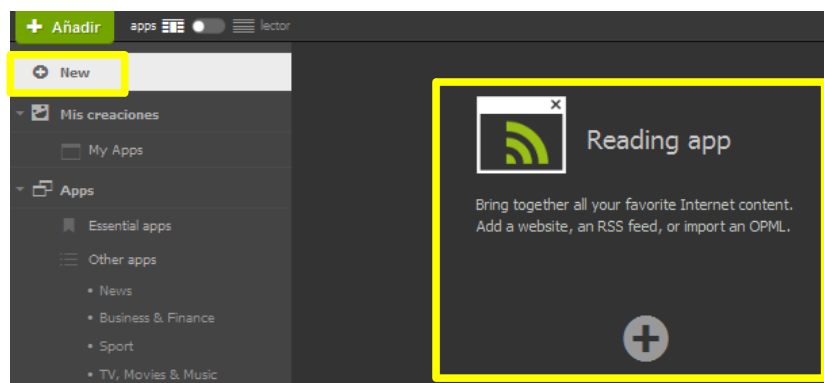 Añadir apps lector
New
Mis creaciones
My Apps
Apps
Essential apps
Other apps
• News
• Business & Finance
• Sport
• TV, Movies & Music
Reading app
Bring together all your favorite Internet content.
Add a website, an RSS feed, or import an OPML.